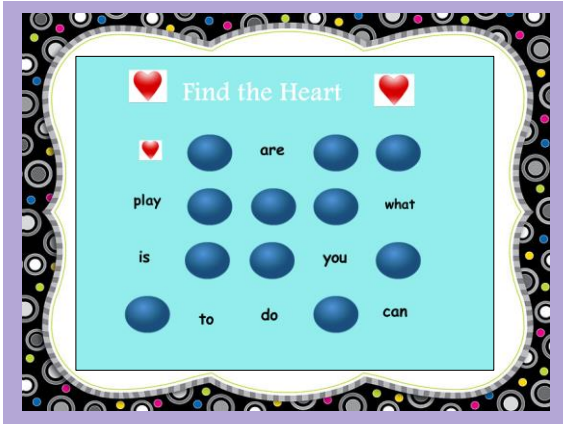 Find the Heart
are
play what
is you
to do can